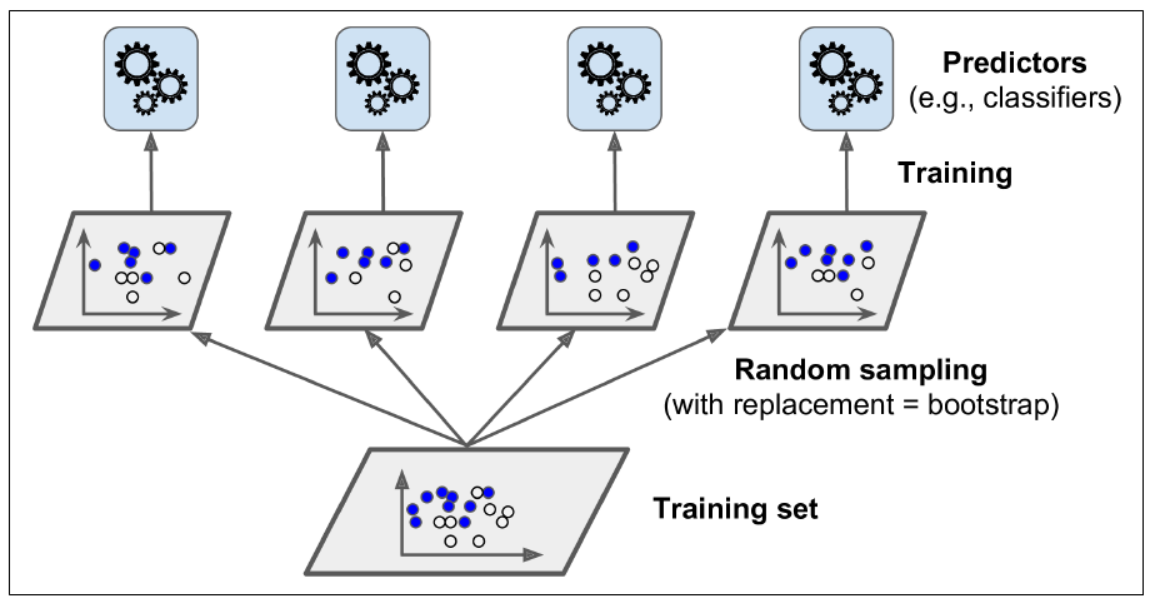 Predictors
(e.g., classifiers)
Training
Random sampling
(with replacement = bootstrap)
Training set